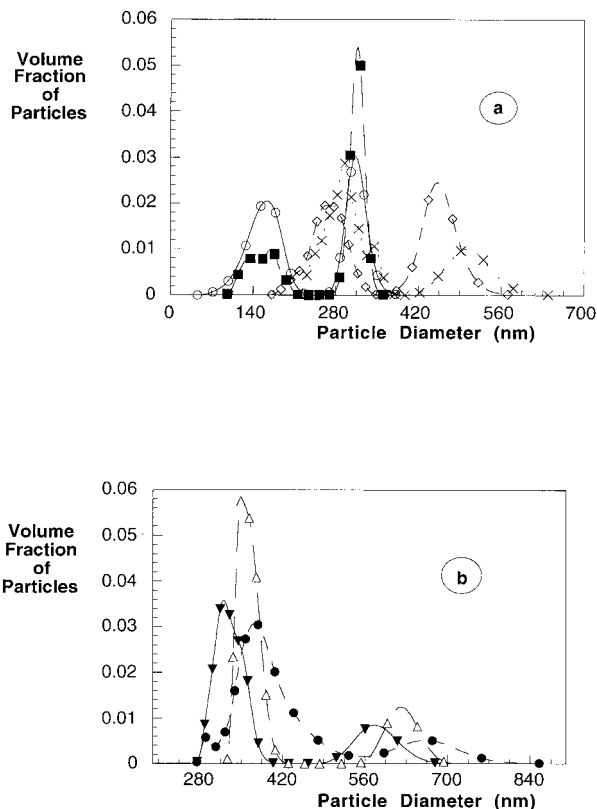 0.06
Volume
Fraction
of
Particles
0.05
0.04
0.03
0.02
0.01
0
a
0 140 280 420 560 700
Particle Diameter (nm)
0.06
Volume
Fraction
of
Particles
0.05
0.04
0.03
0.02
0.01
0
b
280 420 560 700 840
Particle Diameter (nm)